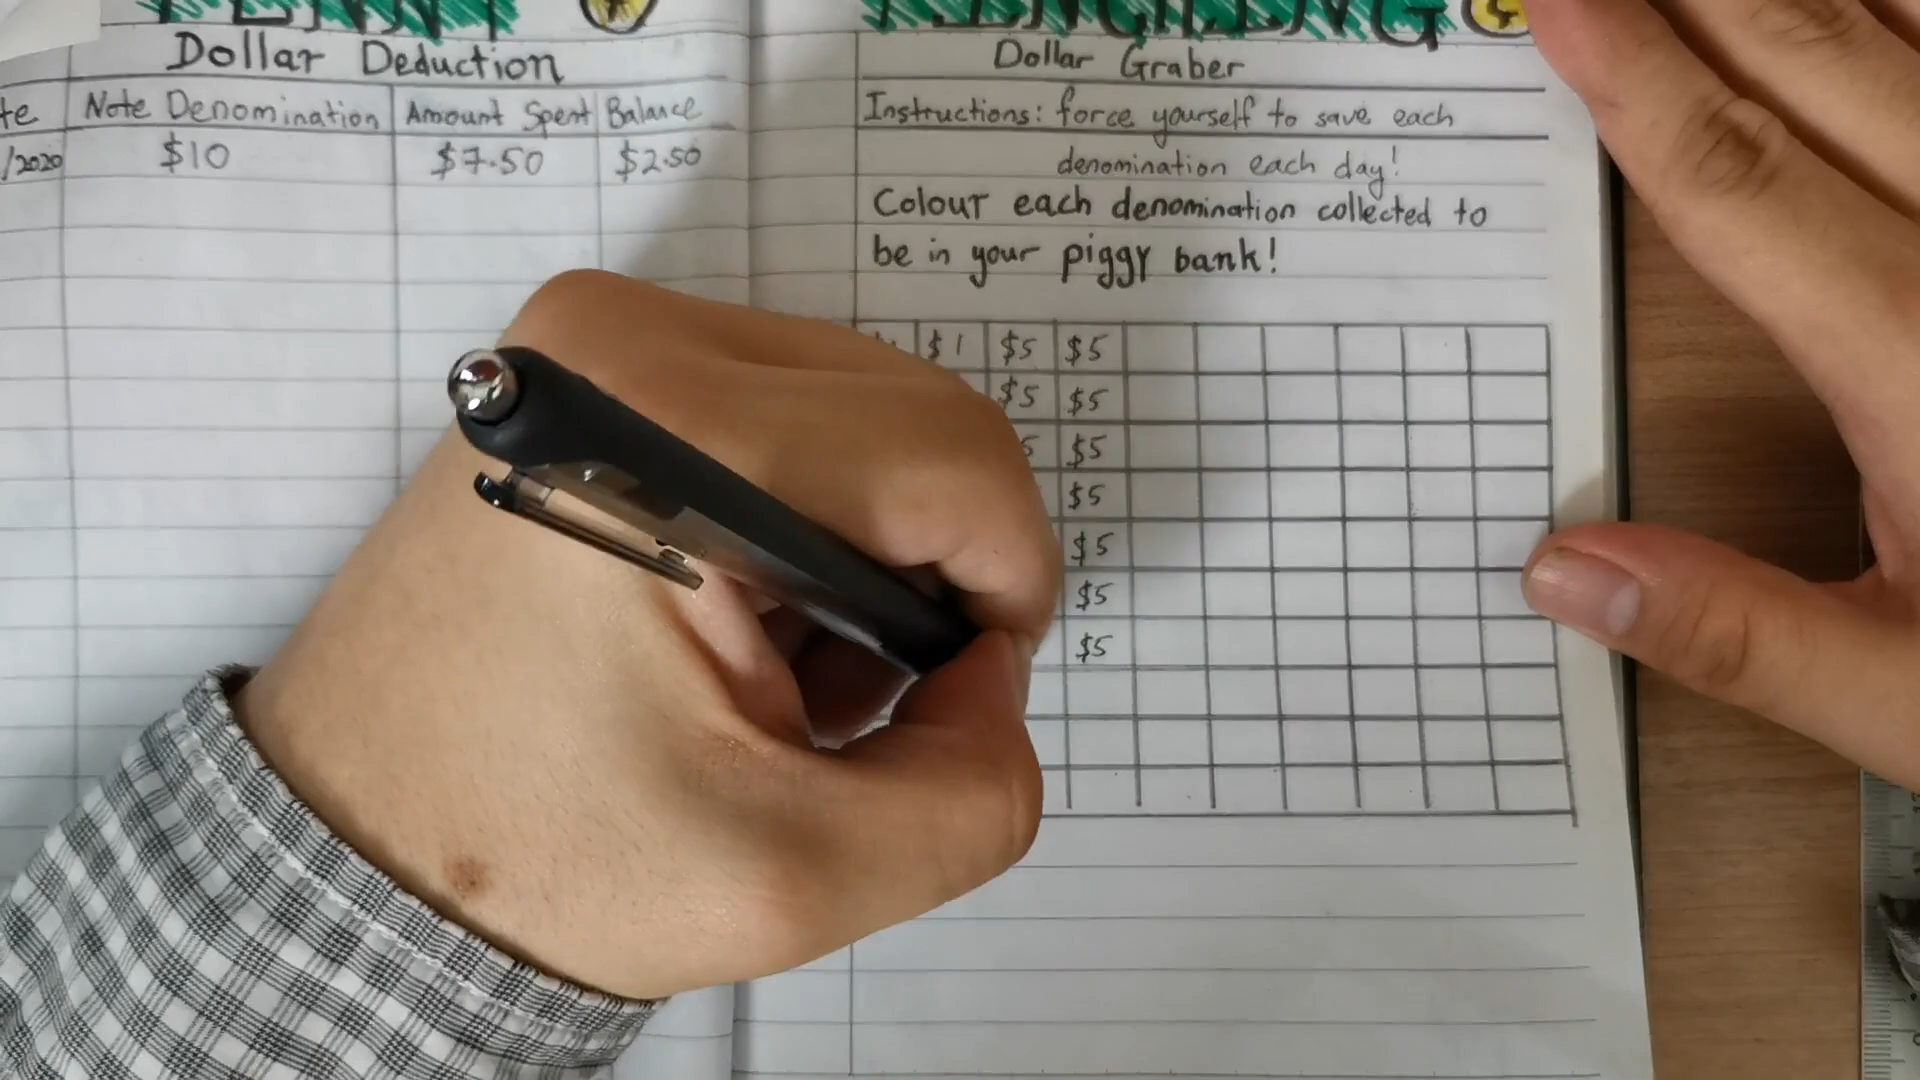 Dollar Deduction
Note Denomination Amount Spent Balance
/2020 $10 $7.50 $2.50
Dollar Graber
Instructions: force yourself to save each
denomination each day!
Colour each denomination collected to
be in your piggy bank!
$1 $5 $5
$5 $5
$5
$5
$5
$5
$5